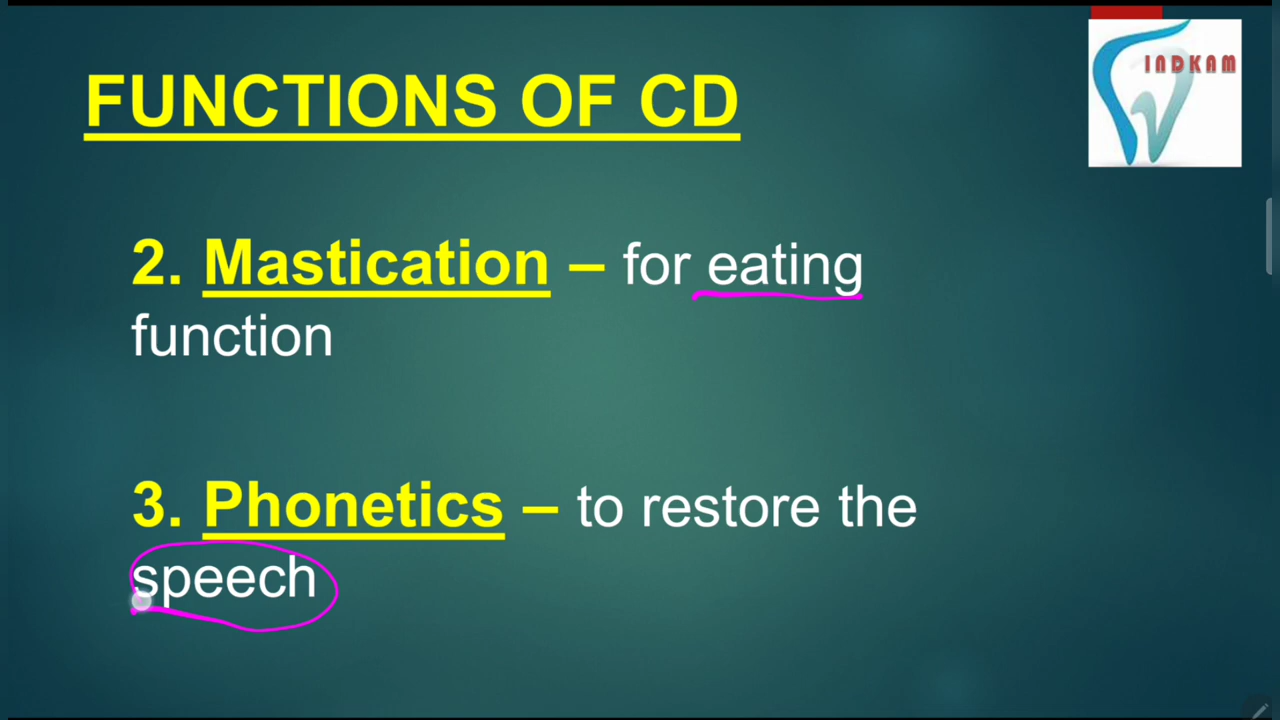 FUNCTIONS OF CD
INDKAM
2. Mastication – for eating
function
3. Phonetics – to restore the
speech